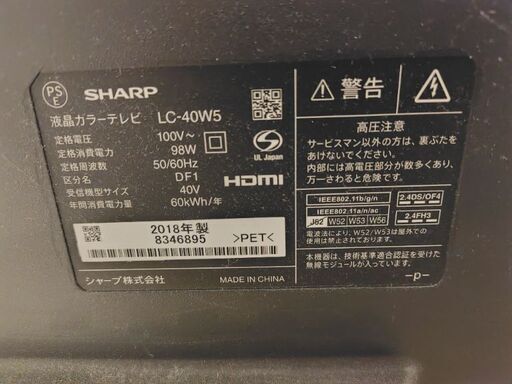 PS
E
SHARP
液晶カラーテレビ LC-40W5
定格電圧 100V~
定格消費電力 98W
定格周波数 50/60Hz
区分名 DF1
受信機型サイズ 40V
年間消費電力量 60kWh/年
UL Japan
HDMI
2018年製
8346895
>PET<
シャープ株式会社
MADE IN CHINA
警告
高圧注意
サービスマン以外の方は、裏ぶたを
あけないでください。
内部には高電圧部分が数多くあり、
万一さわると危険です。
IEEE802.11b/g/n
IEEE802.11a/n/ac
J52 W52 W53 W56
2.4DS/OF4
2.4FH3
電波法により、W52/W53は屋外での
使用は禁止されています。
本機器は、技術基準適合認証を受けた
無線モジュールが入っています。
-p-